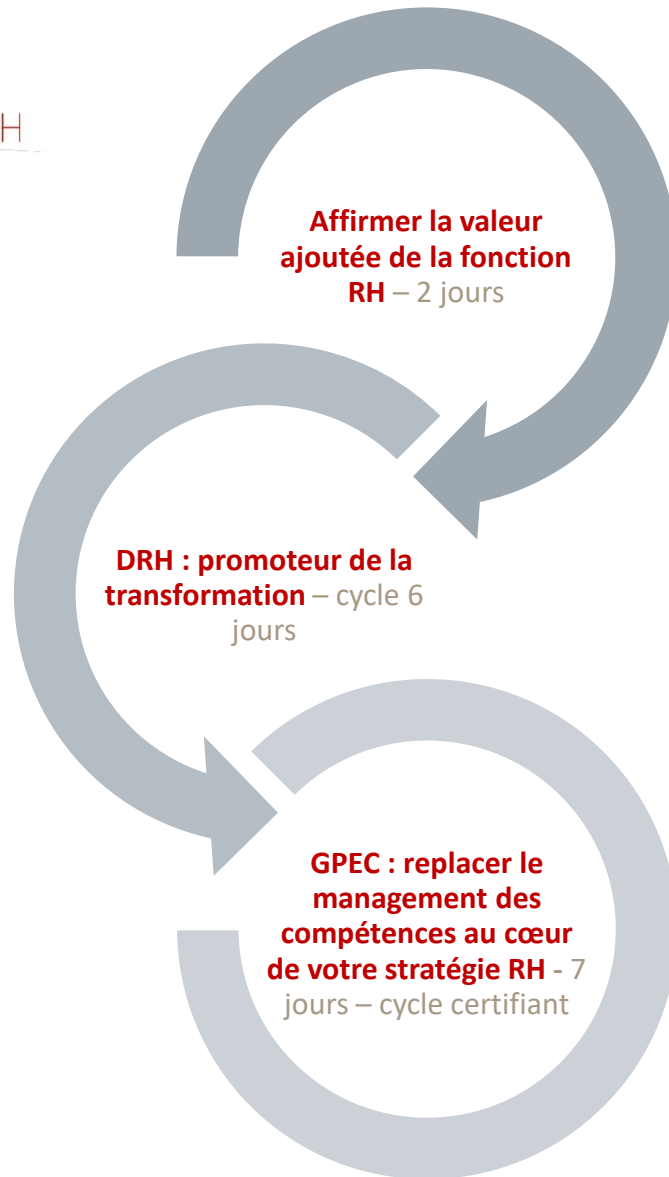 H
Affirmer la valeur
ajoutée de la fonction
RH – 2 jours
DRH : promoteur de la
transformation – cycle 6
jours
GPEC : replacer le
management des
compétences au cœur
de votre stratégie RH - 7
jours – cycle certifiant